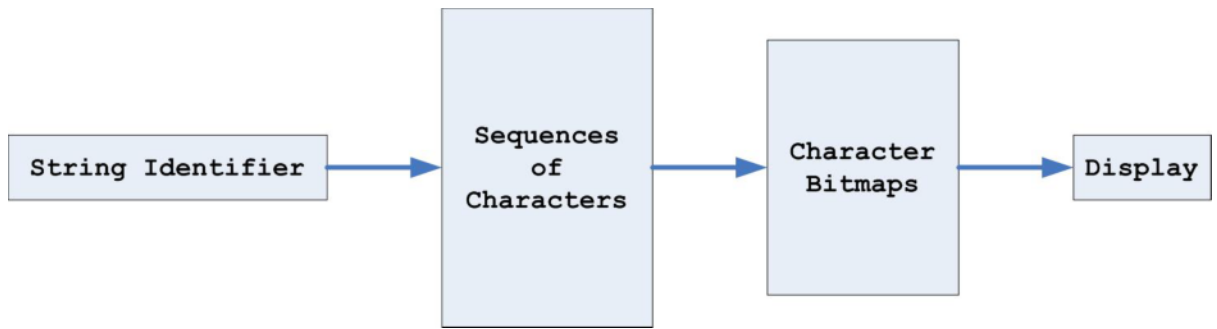 String Identifier
Sequences
of
Characters
Character
Bitmaps
Display